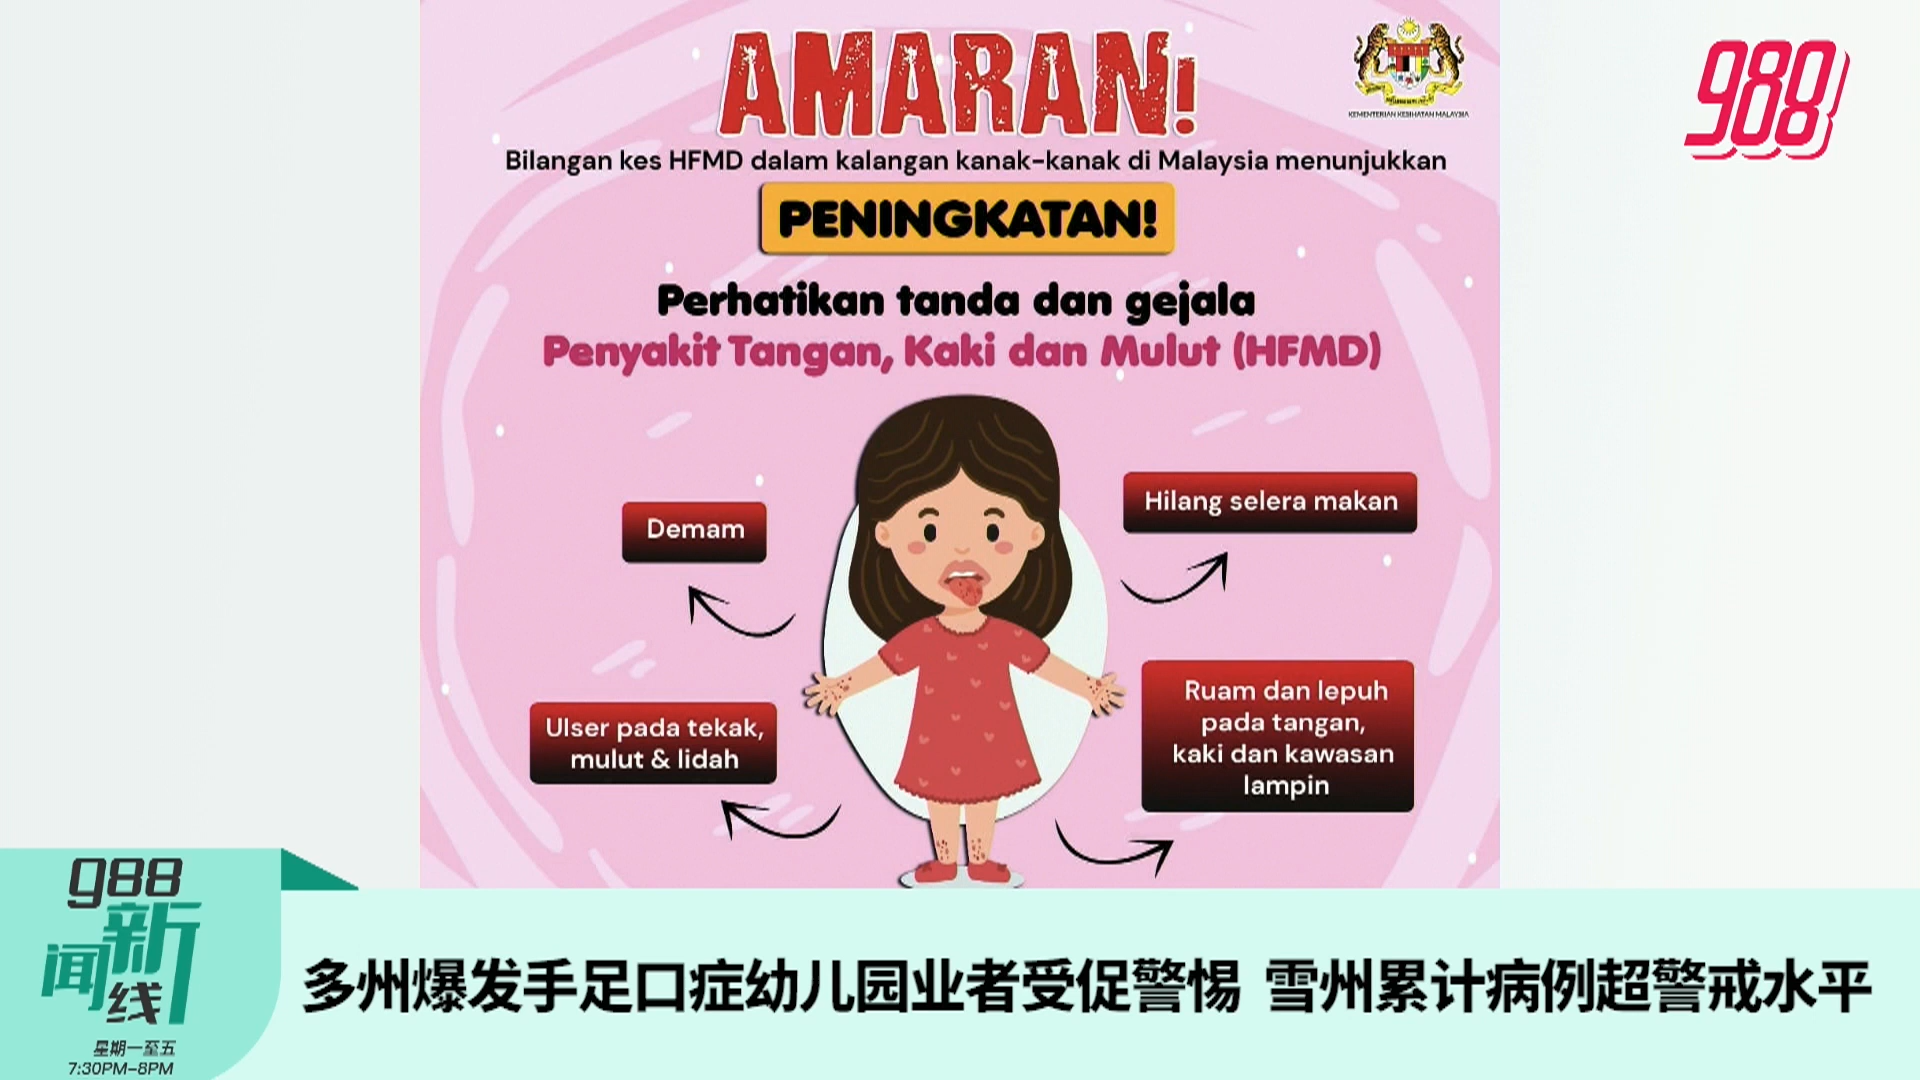 AMARAN!
KEMENTERIAN KESIHATAN MALAYSIA
988
Bilangan kes HFMD dalam kalangan kanak-kanak di Malaysia menunjukkan
PENINGKATAN!
Perhatikan tanda dan gejala
Penyakit Tangan, Kaki dan Mulut (HFMD)
Demam
Hilang selera makan
Ulser pada tekak,
mulut & lidah
Ruam dan lepuh
pada tangan,
kaki dan kawasan
lampin
988
新
闻
线
星期一至五
7:30PM-8PM
多州爆发手足口症幼儿园业者受促警惕 雪州累计病例超警戒水平